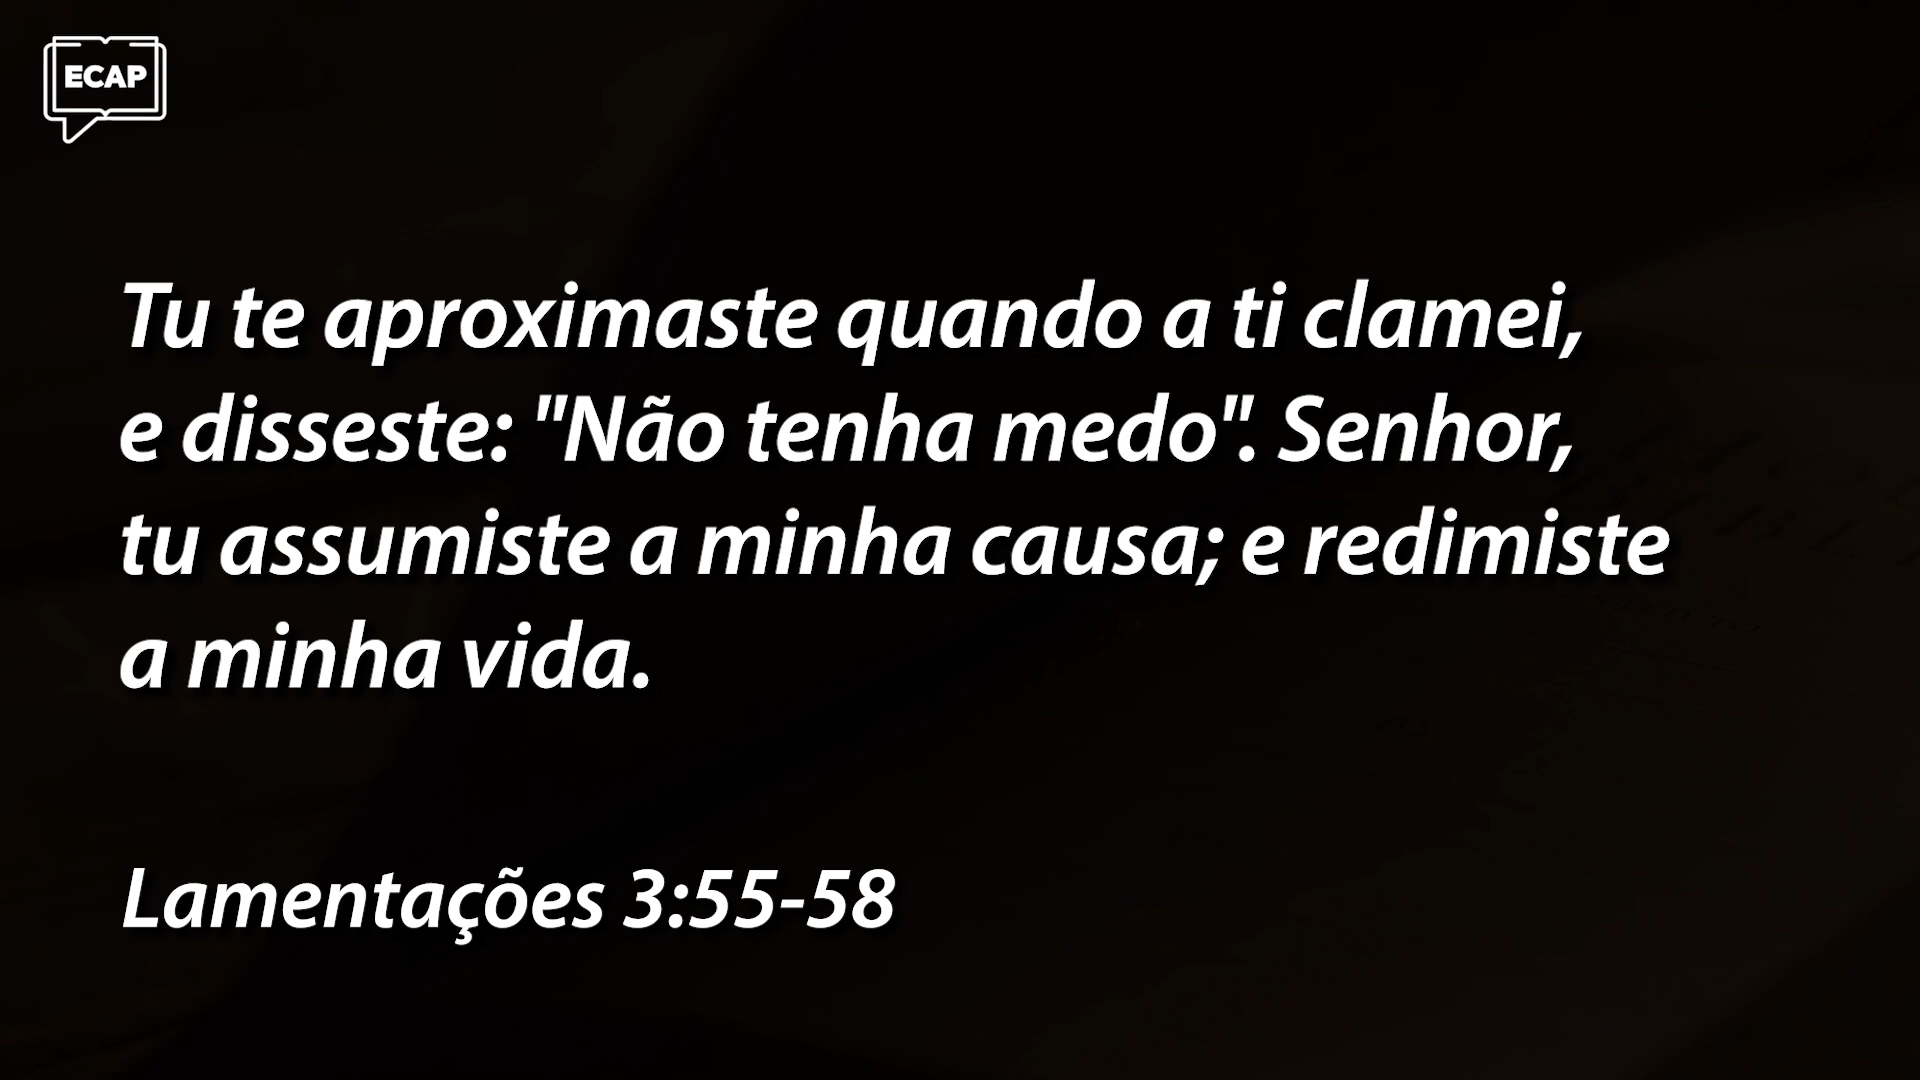 ECAP
Tu te aproximaste quando a ti clamei,
e disseste: "Não tenha medo". Senhor,
tu assumiste a minha causa; e redimiste
a minha vida.
Lamentações 3:55-58